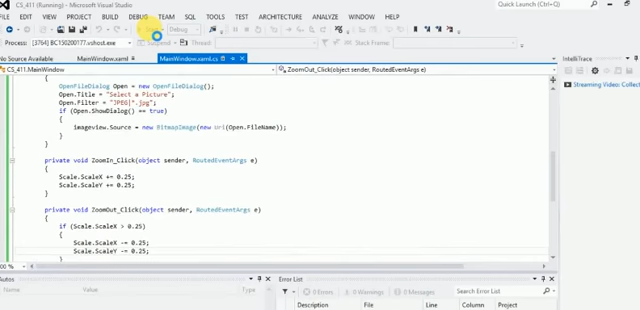 CS_411 (Running) - Microsoft Visual Studio
Quick Launch (Ctrl+Q)
FILE EDIT VIEW PROJECT BUILD DEBUG TEAM SQL TOOLS TEST ARCHITECTURE ANALYZE WINDOW HELP
Debug
Process: [3764] BC150200177.vshost.exe Suspend Thread: Stack Frame:
No Source Available MainWindow.xaml MainWindow.xaml.cs
CS_411.MainWindow ZoomOut_Click(object sender, RoutedEventArgs e)
IntelliTrace
Streaming Video:
OpenFileDialog Open = new OpenFileDialog();
Open.Title = "Select a Picture";
Open.Filter = "JPEG|*.jpg";
if (Open.ShowDialog() == true)
{
imageview.Source = new BitmapImage(new Uri(Open.FileName));
}
}
private void ZoomIn_Click(object sender, RoutedEventArgs e)
{
Scale.ScaleX += 0.25;
Scale.ScaleY += 0.25;
}
private void ZoomOut_Click(object sender, RoutedEventArgs e)
{
if (Scale.ScaleX > 0.25)
{
Scale.ScaleX -= 0.25;
Scale.ScaleY -= 0.25;
}
00 %
Autos
Error List
Name Value Type
0 Errors 0 Warnings 0 Messages Search Error List
Description File Line Column Project